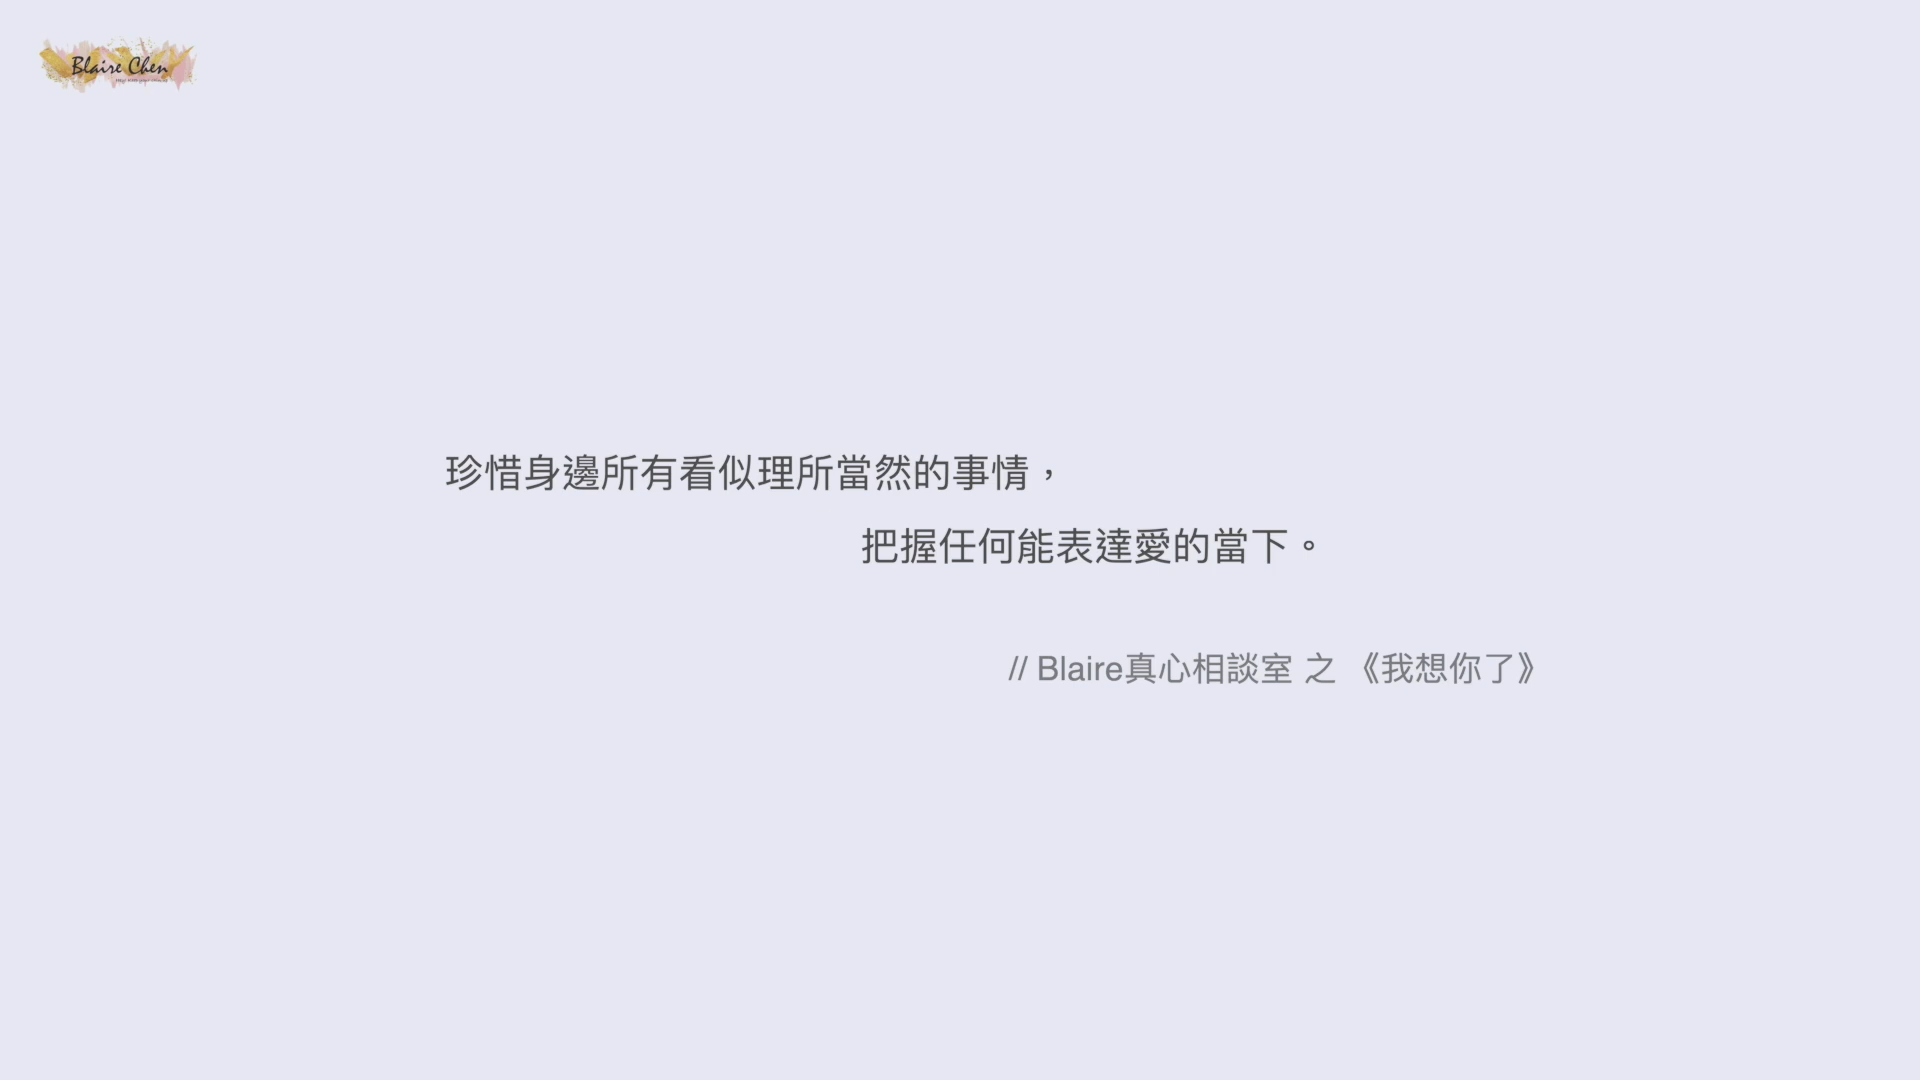 Blaire Chen
珍惜身邊所有看似理所當然的事情，
把握任何能表達愛的當下。
// Blaire真心相談室 之 《我想你了》